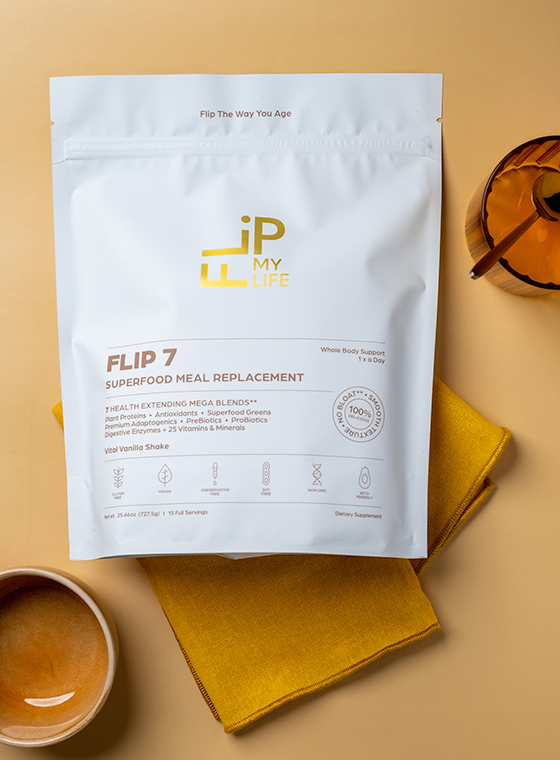 Flip The Way You Age
FLiP
MY
LIFE
FLIP 7
SUPERFOOD MEAL REPLACEMENT
Whole Body Support
1 x a Day
7 HEALTH EXTENDING MEGA BLENDS**
Plant Proteins • Antioxidants • Superfood Greens
Premium Adaptogenics • PreBiotics • ProBiotics
Digestive Enzymes + 25 Vitamins & Minerals
Vital Vanilla Shake
• NO BLOAT** • SMOOTH TEXTURE
100%
DELICIOUS
GLUTEN
FREE
VEGAN
PRESERVATIVE
FREE
SOY
FREE
NON GMO
KETO
FRIENDLY
Net wt. 25.66oz (727.5g) | 15 Full Servings
Dietary Supplement